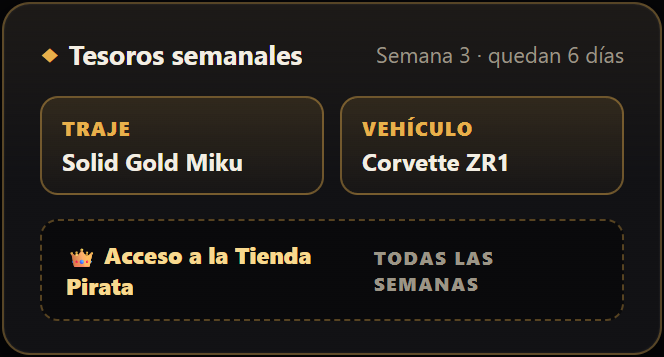 Tesoros semanales
Semana 3 · quedan 6 días
TRAJE
Solid Gold Miku
VEHÍCULO
Corvette ZR1
Acceso a la Tienda
Pirata
TODAS LAS
SEMANAS